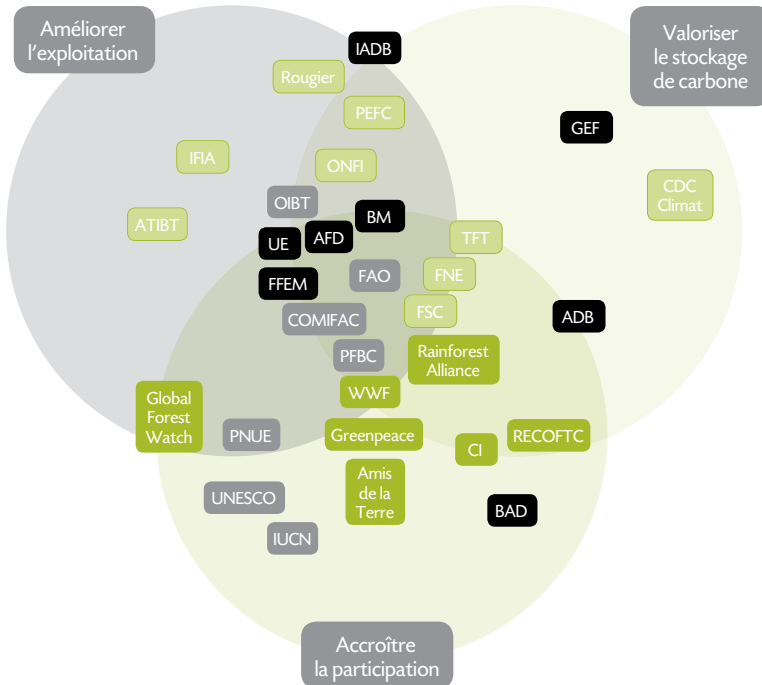 Améliorer
l'exploitation
IADB
Valoriser
le stockage
de carbone
Rougier
PEFC
GEF
IFIA
ONFI
CDC
Climat
OIBT
ATIBT
BM
UE
AFD
TFT
FFEM
FAO
FNE
COMIFAC
FSC
ADB
PFBC
Rainforest
Alliance
WWF
Global
Forest
Watch
PNUE
Greenpeace
CI
RECOFTC
UNESCO
Amis
de la
Terre
BAD
IUCN
Accroître
la participation